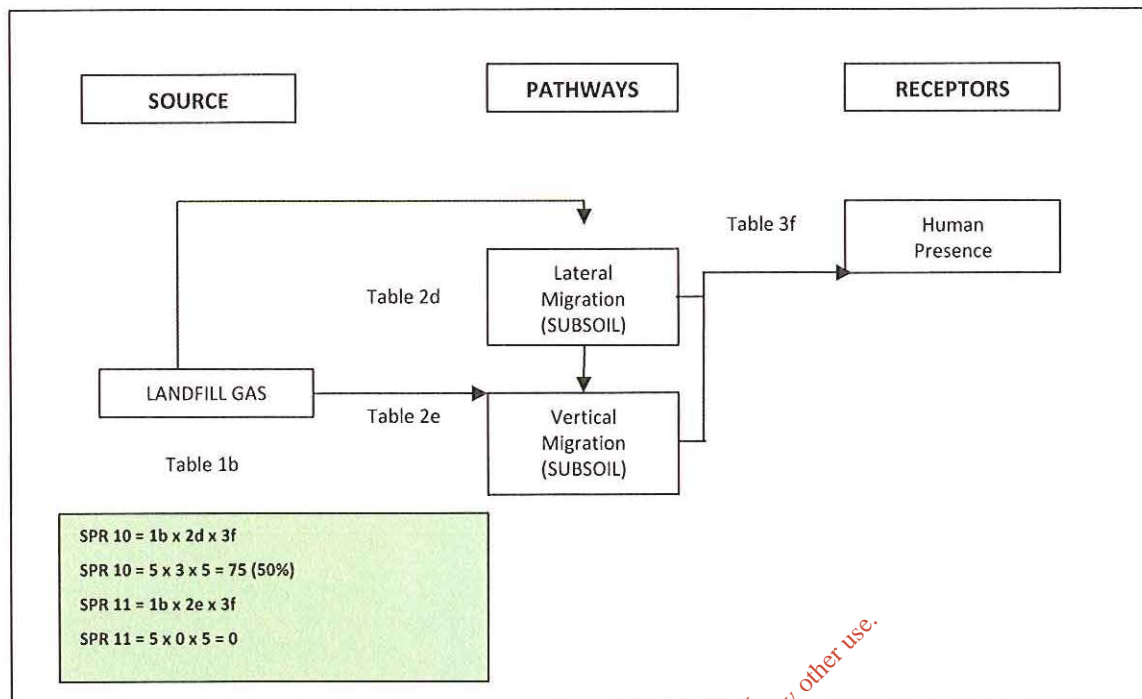 SOURCE
PATHWAYS
RECEPTORS
Table 3f
Human
Presence
Table 2d
Lateral
Migration
(SUBSOIL)
LANDFILL GAS
Table 2e
Vertical
Migration
(SUBSOIL)
Table 1b
SPR 10 = 1b x 2d x 3f
SPR 10 = 5 x 3 x 5 = 75 (50%)
SPR 11 = 1b x 2e x 3f
SPR 11 = 5 x 0 x 5 = 0
other use.